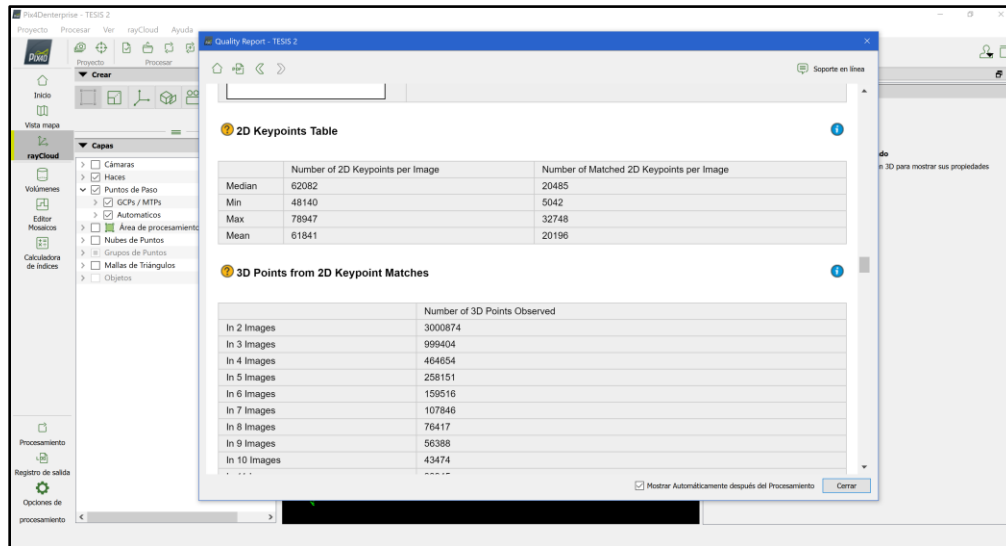 Pix4Denterprise - TESIS 2
Proyecto Procesar Ver rayCloud Ayuda
PIX4D
Proyecto
Procesar
Inicio
Vista mapa
rayCloud
Volúmenes
Editor
Mosaicos
Calculadora
de índices
Procesamiento
Registro de salida
Opciones de
procesamiento
Crear
Capas
Cámaras
Haces
Puntos de Paso
GCPs / MTPs
Automaticos
Área de procesamiento
Nubes de Puntos
Grupos de Puntos
Mallas de Triángulos
Objetos
Quality Report - TESIS 2
Soporte en línea
2D Keypoints Table
Number of 2D Keypoints per Image Number of Matched 2D Keypoints per Image
Median 62082 20485
Min 48140 5042
Max 78947 32748
Mean 61841 20196
3D Points from 2D Keypoint Matches
Number of 3D Points Observed
In 2 Images 3000874
In 3 Images 999404
In 4 Images 464654
In 5 Images 258151
In 6 Images 159516
In 7 Images 107846
In 8 Images 76417
In 9 Images 56388
In 10 Images 43474
Mostrar Automáticamente después del Procesamiento Cerrar
do
n 3D para mostrar sus propiedades